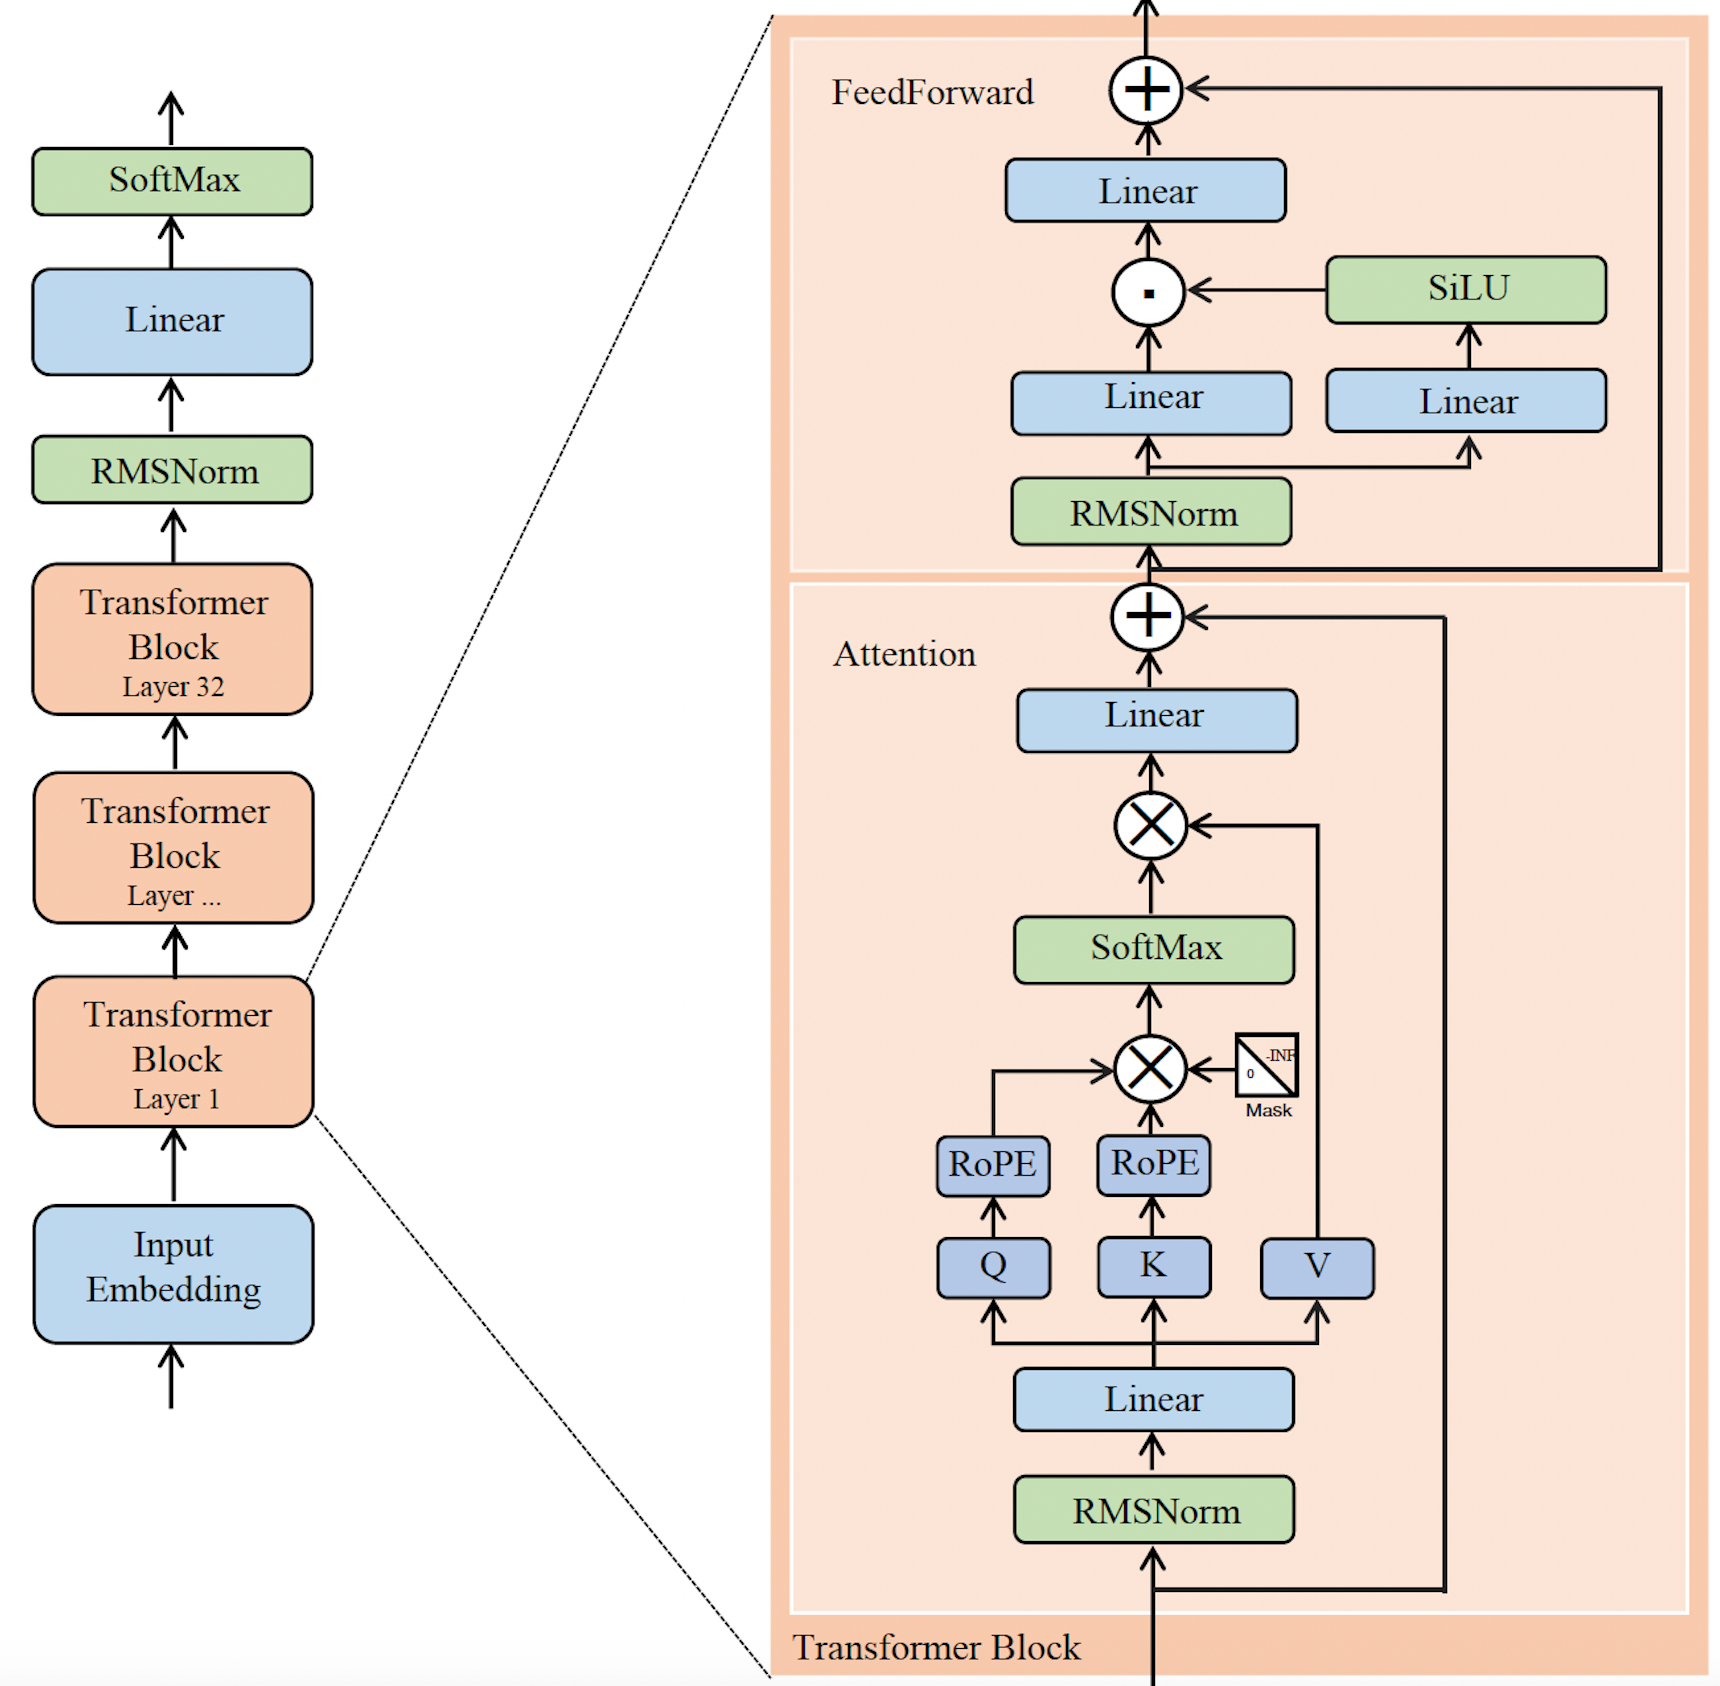 SoftMax
Linear
RMSNorm
Transformer
Block
Layer 32
Transformer
Block
Layer ...
Transformer
Block
Layer 1
Input
Embedding
FeedForward
Linear
SiLU
Linear
Linear
RMSNorm
Attention
Linear
SoftMax
-INF
0
Mask
RoPE
RoPE
Q
K
V
Linear
RMSNorm
Transformer Block